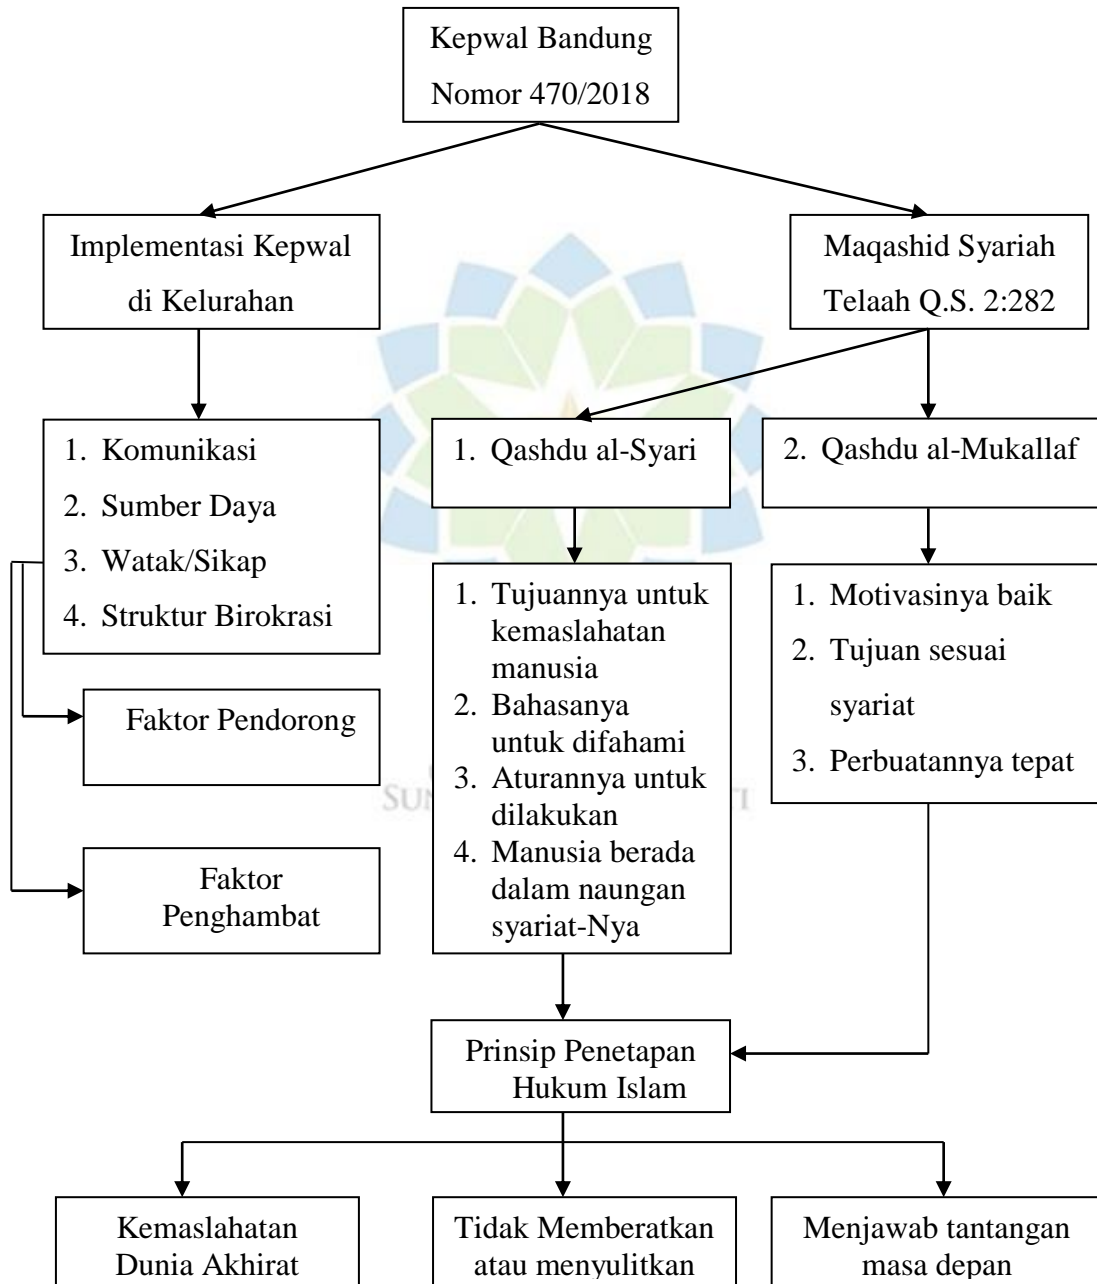 Kepwal Bandung
Nomor 470/2018
Implementasi Kepwal
di Kelurahan
Maqashid Syariah
Telaah Q.S. 2:282
1. Komunikasi
2. Sumber Daya
3. Watak/Sikap
4. Struktur Birokrasi
1. Qashdu al-Syari
2. Qashdu al-Mukallaf
Faktor Pendorong
Faktor
Penghambat
1. Tujuannya untuk
kemaslahatan
manusia
2. Bahasanya
untuk difahami
3. Aturannya untuk
dilakukan
4. Manusia berada
dalam naungan
syariat-Nya
1. Motivasinya baik
2. Tujuan sesuai
syariat
3. Perbuatannya tepat
Prinsip Penetapan
Hukum Islam
Kemaslahatan
Dunia Akhirat
Tidak Memberatkan
atau menyulitkan
Menjawab tantangan
masa depan